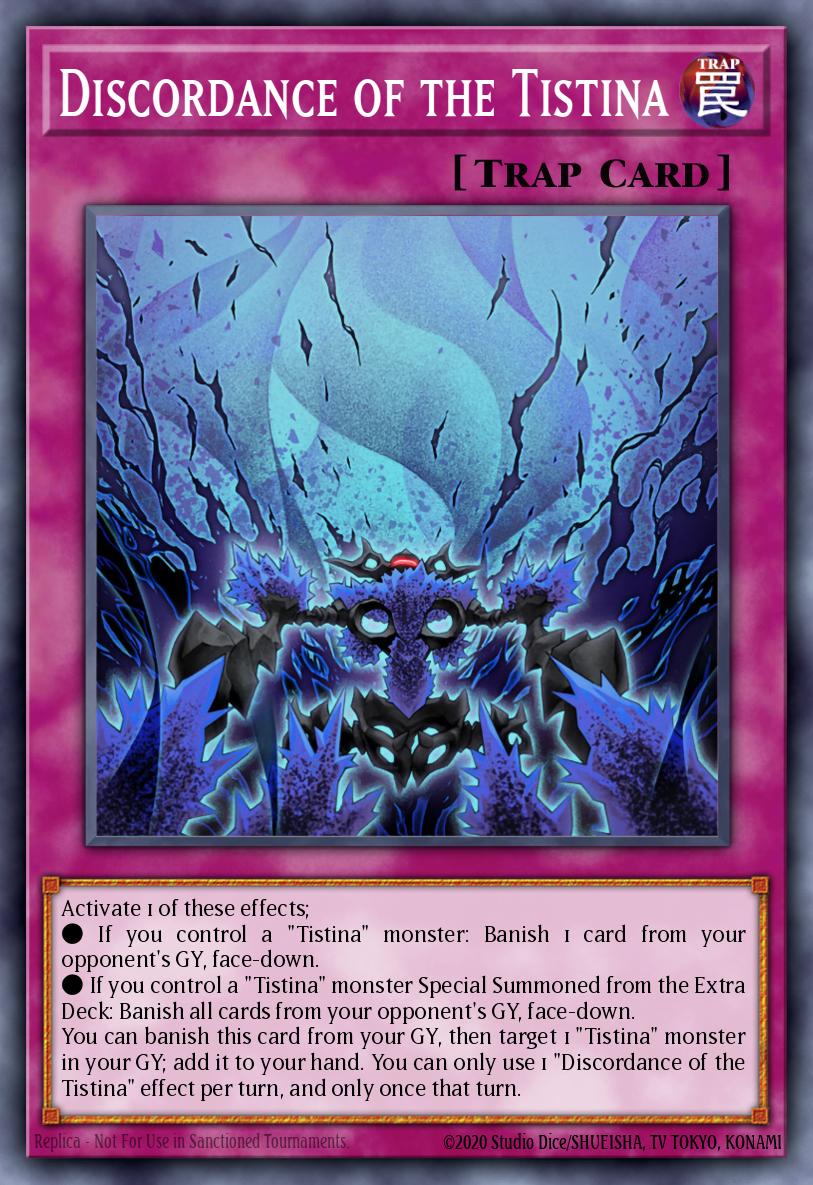 DISCORDANCE OF THE TISTINA
TRAP
罠
[TRAP CARD]
Activate 1 of these effects;
● If you control a "Tistina" monster: Banish 1 card from your
opponent's GY, face-down.
● If you control a "Tistina" monster Special Summoned from the Extra
Deck: Banish all cards from your opponent's GY, face-down.
You can banish this card from your GY, then target 1 "Tistina" monster
in your GY; add it to your hand. You can only use 1 "Discordance of the
Tistina" effect per turn, and only once that turn.
Replica - Not For Use in Sanctioned Tournaments.
©2020 Studio Dice/SHUEISHA, TV TOKYO, KONAMI